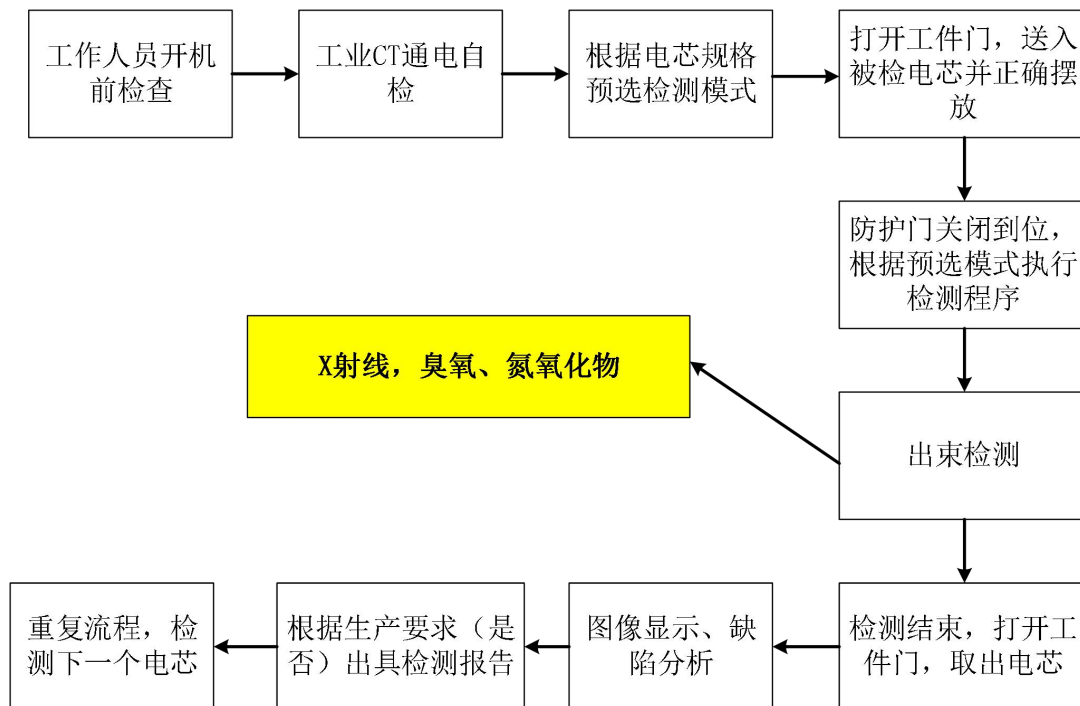 工作人员开机
前检查
工业CT通电自
检
根据电芯规格
预选检测模式
打开工件门，送入
被检电芯并正确摆
放
防护门关闭到位，
根据预选模式执行
检测程序
X射线，臭氧、氮氧化物
出束检测
检测结束，打开工
件门，取出电芯
图像显示、缺
陷分析
根据生产要求（是
否）出具检测报告
重复流程，检
测下一个电芯